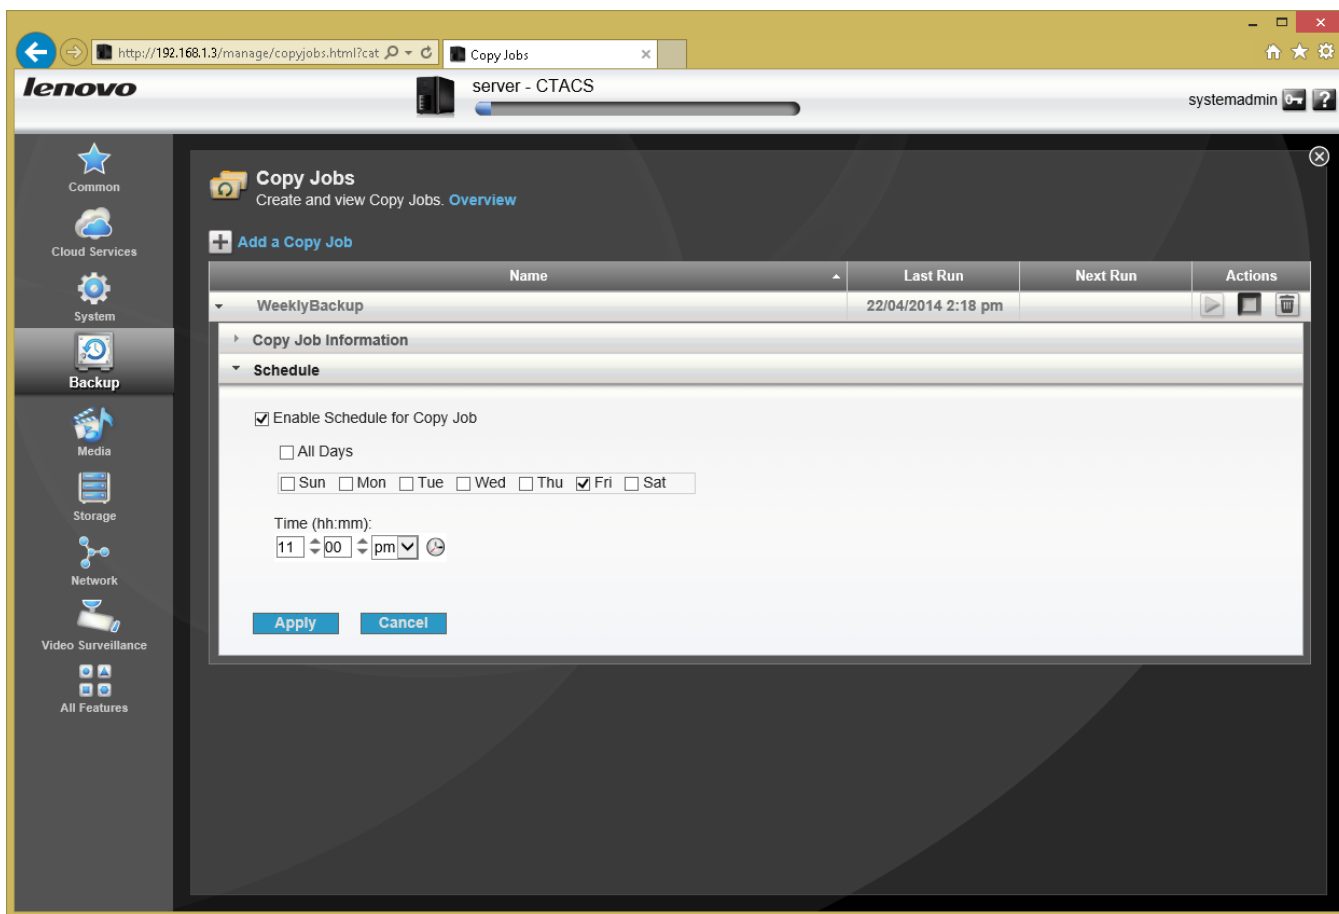 http://192.168.1.3/manage/copyjobs.html?cat
Copy Jobs
lenovo
server - CTACS
systemadmin
?
Common
Cloud Services
System
Backup
Media
Storage
Network
Video Surveillance
All Features
Copy Jobs
Create and view Copy Jobs. Overview
Add a Copy Job
Name Last Run Next Run Actions
WeeklyBackup 22/04/2014 2:18 pm
Copy Job Information
Schedule
Enable Schedule for Copy Job
All Days
Sun Mon Tue Wed Thu Fri Sat
Time (hh:mm):
11 00 pm
Apply Cancel